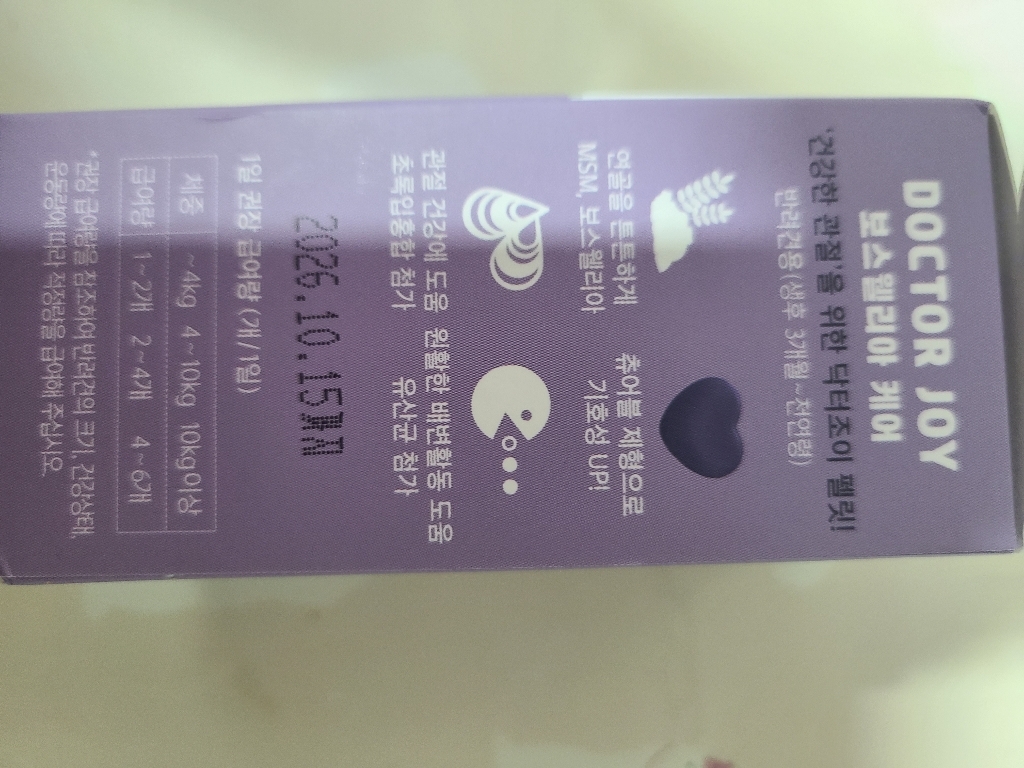 DOCTOR JOY
보스웰리아 케어
'건강한 관절'을 위한 닥터조이 펠릿!
반려견용 (생후 3개월~전연령)
연골을 튼튼하게
MSM, 보스웰리아
츄어블 제형으로
기호성 UP!
관절 건강에 도움
초록입홍합 첨가
원활한 배변활동 도움
유산균 첨가
2026.10.15
1일 권장 급여량 (개/1일)
체중 ~4kg 4~10kg 10kg이상
급여량 1~2개 2~4개 4~6개
*권장 급여량을 참조하여 반려견의 크기, 건강상태,
운동량에 따라 적정량을 급여해 주십시오.